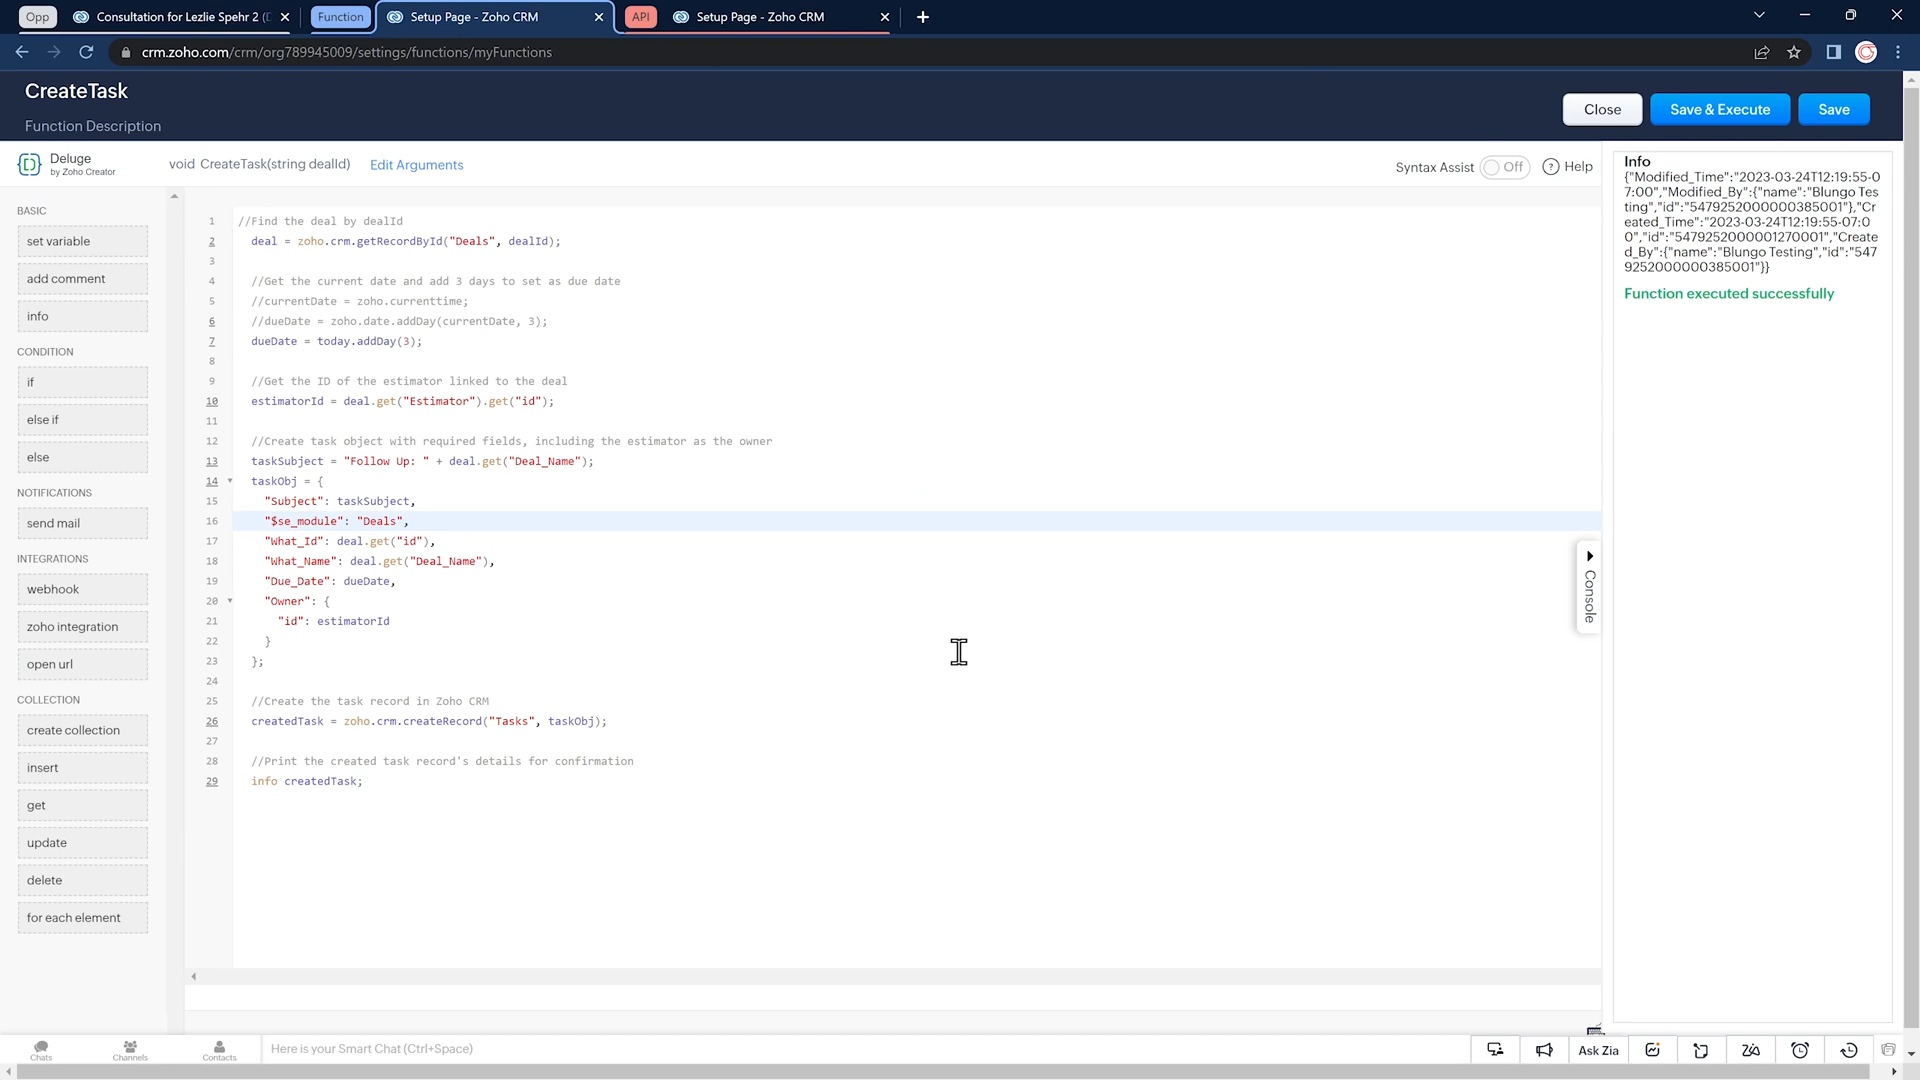 Opp
Consultation for Lezlie Spehr 2 (D
Function
Setup Page - Zoho CRM
API
Setup Page - Zoho CRM
crm.zoho.com/crm/org789945009/settings/functions/myFunctions
CreateTask
Function Description
Close
Save & Execute
Save
Deluge
by Zoho Creator
void CreateTask(string dealId)
Edit Arguments
Syntax Assist
Off
Help
BASIC
set variable
add comment
info
CONDITION
if
else if
else
NOTIFICATIONS
send mail
INTEGRATIONS
webhook
zoho integration
open url
COLLECTION
create collection
insert
get
update
delete
for each element
1 //Find the deal by dealId
2 deal = zoho.crm.getRecordById("Deals", dealId);
3
4 //Get the current date and add 3 days to set as due date
5 //currentDate = zoho.currenttime;
6 //dueDate = zoho.date.addDay(currentDate, 3);
7 dueDate = today.addDay(3);
8
9 //Get the ID of the estimator linked to the deal
10 estimatorId = deal.get("Estimator").get("id");
11
12 //Create task object with required fields, including the estimator as the owner
13 taskSubject = "Follow Up: " + deal.get("Deal_Name");
14 taskObj = {
15 "Subject": taskSubject,
16 "$se_module": "Deals",
17 "What_Id": deal.get("id"),
18 "What_Name": deal.get("Deal_Name"),
19 "Due_Date": dueDate,
20 "Owner": {
21 "id": estimatorId
22 }
23 };
24
25 //Create the task record in Zoho CRM
26 createdTask = zoho.crm.createRecord("Tasks", taskObj);
27
28 //Print the created task record's details for confirmation
29 info createdTask;
Console
Info
{"Modified_Time":"2023-03-24T12:19:55-0
7:00","Modified_By":{"name":"Blungo Tes
ting","id":"5479252000000385001"},"Cr
eated_Time":"2023-03-24T12:19:55-07:0
0","id":"5479252000001270001","Create
d_By":{"name":"Blungo Testing","id":"547
9252000000385001"}}
Function executed successfully
Chats
Channels
Contacts
Here is your Smart Chat (Ctrl+Space)
Ask Zia